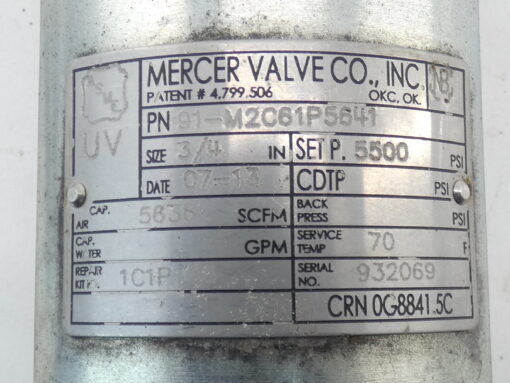 MERCER VALVE CO., INC.
PATENT # 4,799,506 OKC, OK.
NB
UV
PN 91-M2C61P5641
SIZE 3/4 IN SET P. 5500 PSI
DATE 07-13 CDTP PSI
CAP. AIR SCFM BACK PRESS PSI
CAP. WATER GPM SERVICE TEMP 70 F
REPAIR KIT NO. SERIAL NO. 932069
CRN 0G8841.5C